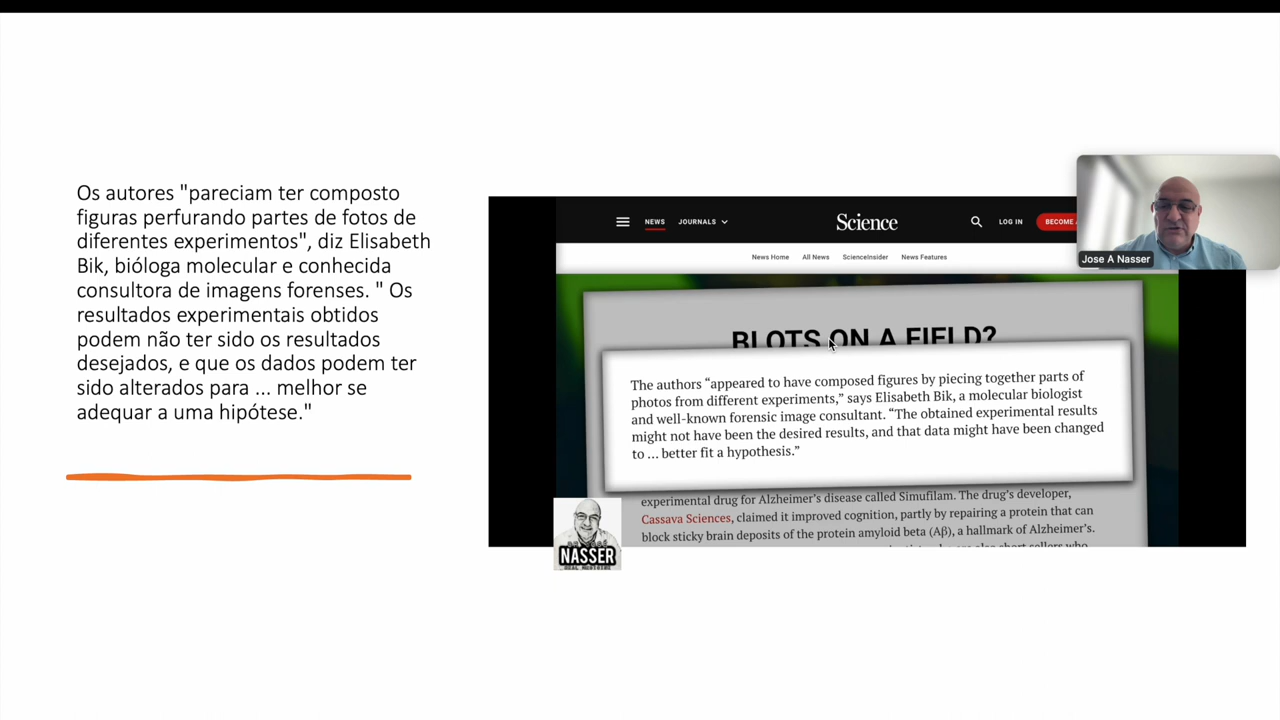 Os autores "pareciam ter composto
figuras perfurando partes de fotos de
diferentes experimentos", diz Elisabeth
Bik, bióloga molecular e conhecida
consultora de imagens forenses. " Os
resultados experimentais obtidos
podem não ter sido os resultados
desejados, e que os dados podem ter
sido alterados para ... melhor se
adequar a uma hipótese."
NEWS
JOURNALS
Science
LOG IN
BECOME
News Home
All News
ScienceInsider
News Features
Jose A Nasser
BLOTS ON A FIELD?
The authors “appeared to have composed figures by piecing together parts of
photos from different experiments,” says Elisabeth Bik, a molecular biologist
and well-known forensic image consultant. “The obtained experimental results
might not have been the desired results, and that data might have been changed
to ... better fit a hypothesis.”
experimental drug for Alzheimer’s disease called Simufilam. The drug’s developer,
Cassava Sciences, claimed it improved cognition, partly by repairing a protein that can
block sticky brain deposits of the protein amyloid beta (Aβ), a hallmark of Alzheimer’s.
also short sellers who
NASSER